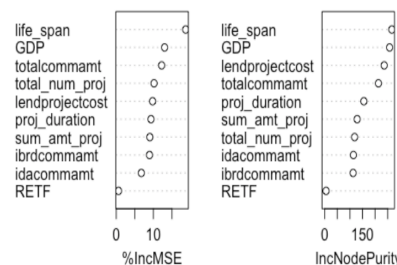 life_span
GDP
totalcommamt
total_num_proj
lendprojectcost
proj_duration
sum_amt_proj
ibrdcommamt
idacommamt
RETF
0 10
%IncMSE
life_span
GDP
lendprojectcost
totalcommamt
proj_duration
sum_amt_proj
total_num_proj
idacommamt
ibrdcommamt
RETF
0 150
IncNodePurity